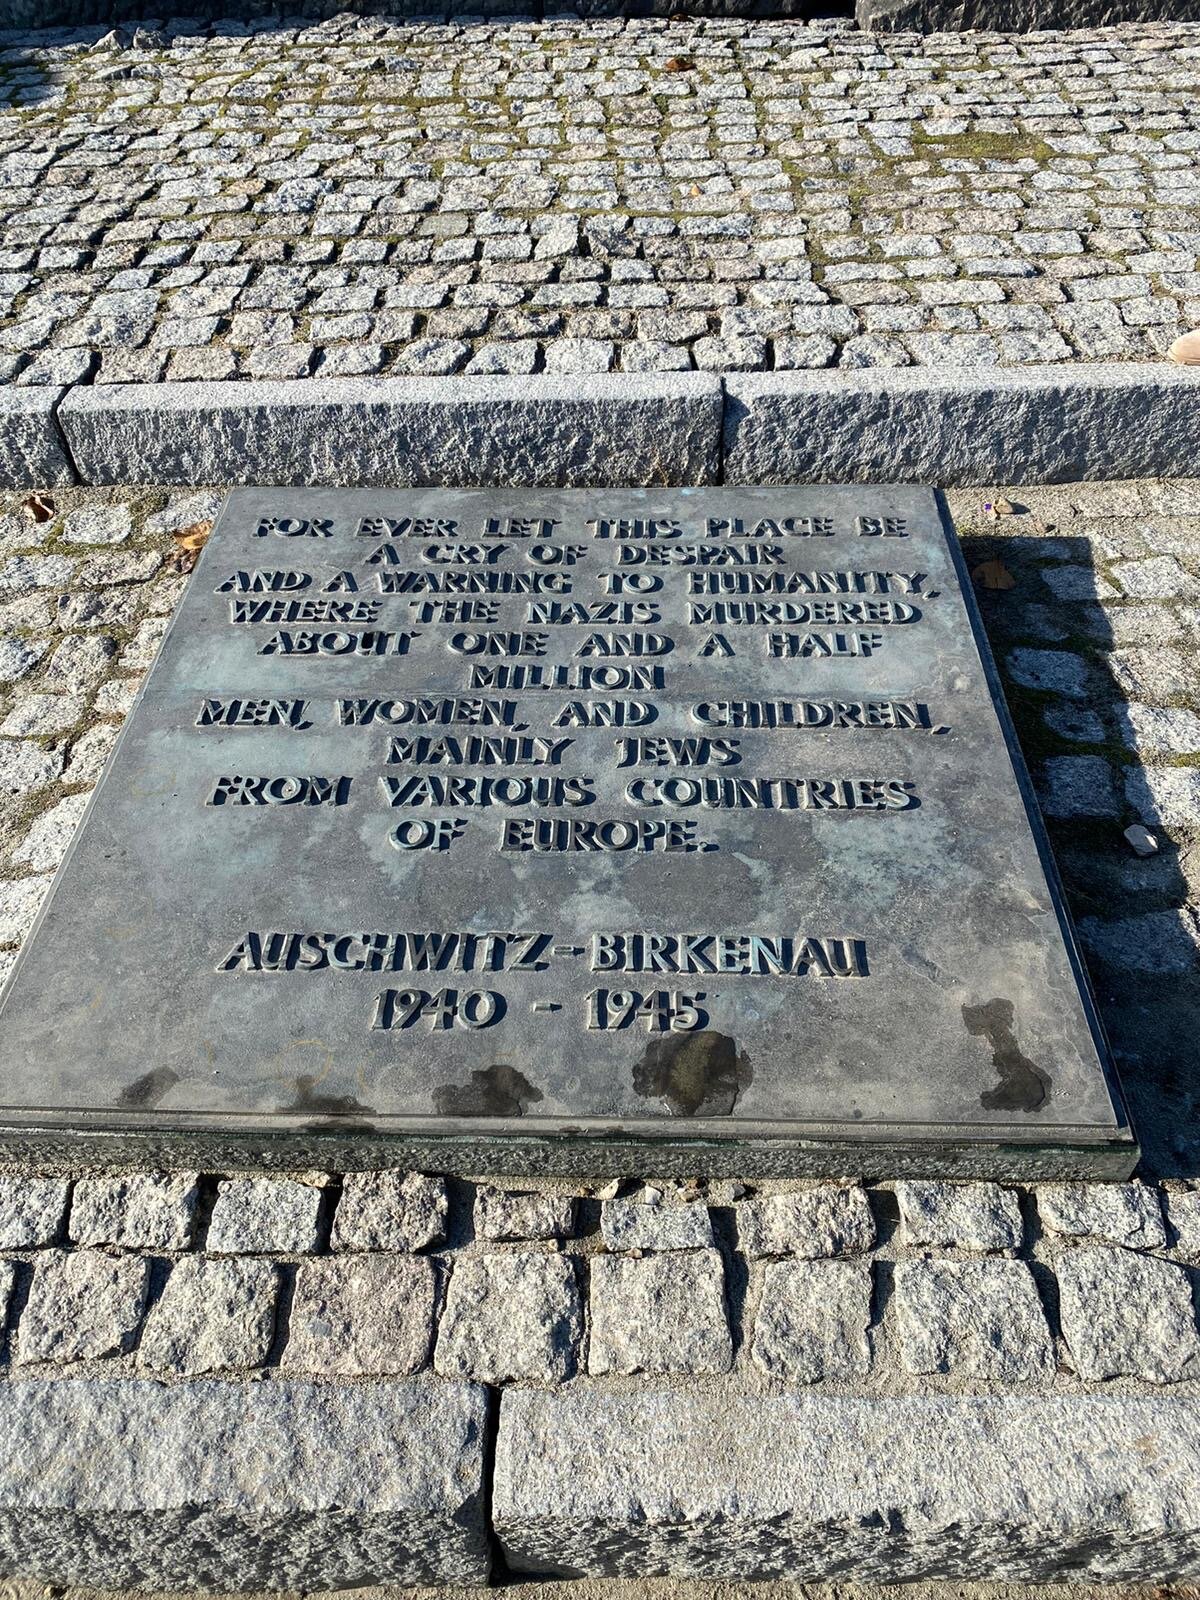 FOR EVER LET THIS PLACE BE
A CRY OF DESPAIR
AND A WARNING TO HUMANITY,
WHERE THE NAZIS MURDERED
ABOUT ONE AND A HALF
MILLION
MEN, WOMEN, AND CHILDREN,
MAINLY JEWS
FROM VARIOUS COUNTRIES
OF EUROPE.
AUSCHWITZ-BIRKENAU
1940 - 1945